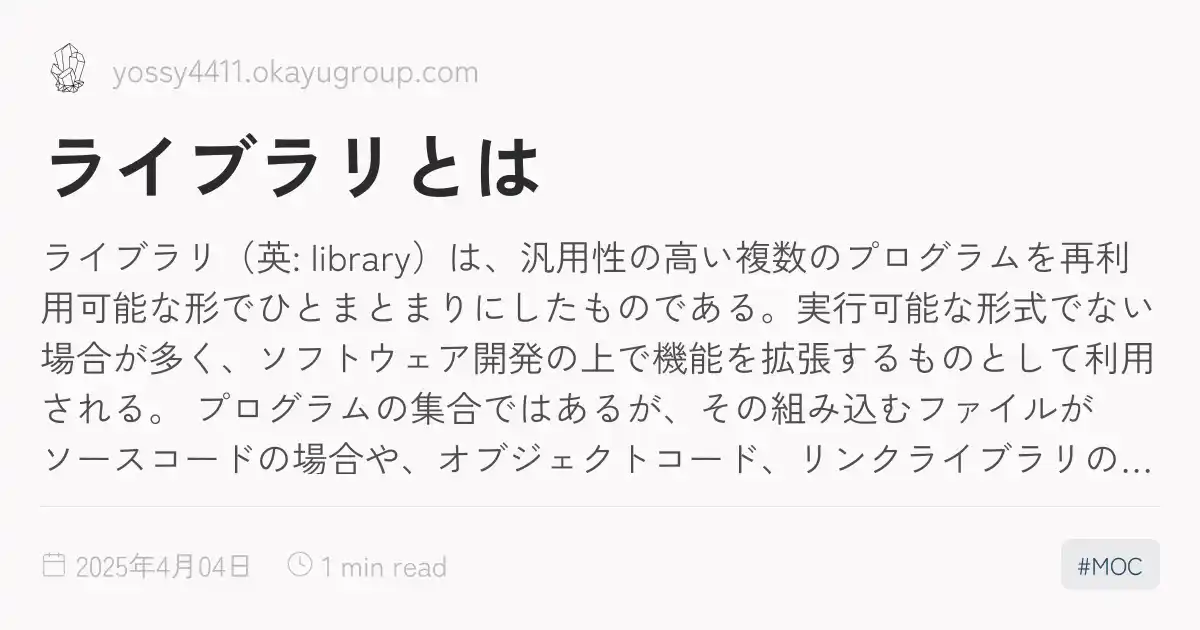 yossy4411.okayugroup.com
ライブラリとは
ライブラリ（英: library）は、汎用性の高い複数のプログラムを再利
用可能な形でひとまとまりにしたものである。実行可能な形式でない
場合が多く、ソフトウェア開発の上で機能を拡張するものとして利用
される。 プログラムの集合ではあるが、その組み込むファイルが
ソースコードの場合や、オブジェクトコード、リンクライブラリの…
2025年4月04日 1 min read #MOC